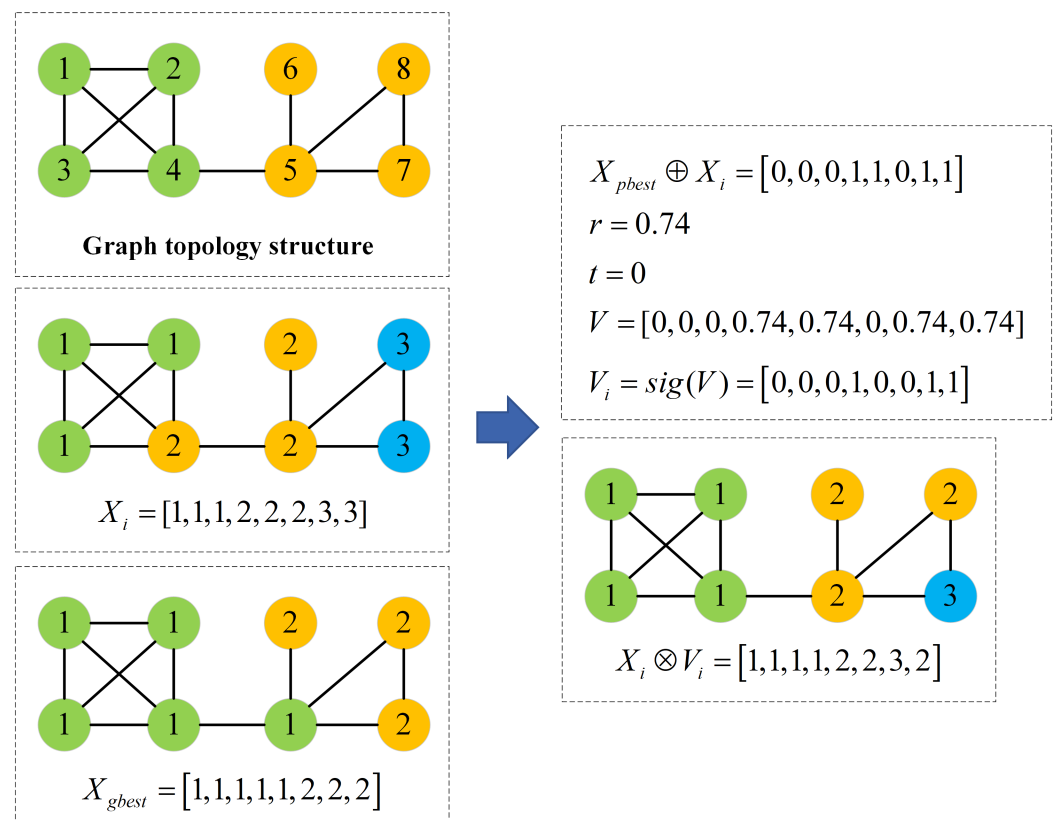 1 2 6 8
3 4 5 7
Graph topology structure
1 1 2 3
1 2 2 3
X_i = [1,1,1,2,2,2,3,3]
1 1 2 2
1 1 1 2
X_gbest = [1,1,1,1,1,2,2,2]
X_pbest ⊕ X_i = [0,0,0,1,1,0,1,1]
r = 0.74
t = 0
V = [0,0,0,0.74,0.74,0,0.74,0.74]
V_i = sig(V) = [0,0,0,1,0,0,1,1]
1 1 2 2
1 1 2 3
X_i ⊗ V_i = [1,1,1,1,2,2,3,2]